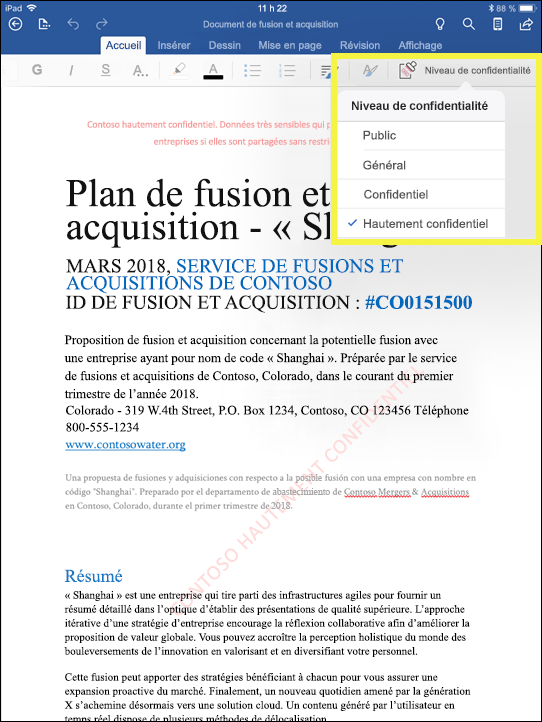 iPad
11 h 22
88 %
Document de fusion et acquisition
Accueil Insérer Dessin Mise en page Révision Affichage
G I S A.. A Niveau de confidentialité
Niveau de confidentialité
Public
Général
Confidentiel
Hautement confidentiel
Contoso hautement confidentiel. Données très sensibles qui
entreprises si elles sont partagées sans
Plan de fusion et
acquisition - « Shang
MARS 2018, SERVICE DE FUSIONS ET
ACQUISITIONS DE CONTOSO
ID DE FUSION ET ACQUISITION : #CO0151500
Proposition de fusion et acquisition concernant la potentielle fusion avec
une entreprise ayant pour nom de code « Shanghai ». Préparée par le service
de fusions et acquisitions de Contoso, Colorado, dans le courant du premier
trimestre de l'année 2018.
Colorado - 319 W.4th Street, P.O. Box 1234, Contoso, CO 123456 Téléphone
800-555-1234
www.contosowater.org
Una propuesta de fusiones y adquisiciones con respecto a la posible fusión con una empresa con nombre en
código "Shanghai". Preparado por el departamento de abastecimiento de Contoso Mergers & Acquisitions
en Contoso, Colorado, durante el primer trimestre de 2018.
CONTOSO HAUTEMENT CONFIDENTIEL
Résumé
« Shanghai » est une entreprise qui tire parti des infrastructures agiles pour fournir un
résumé détaillé dans l'optique d'établir des présentations de qualité supérieure. L'approche
itérative d'une stratégie d'entreprise encourage la réflexion collaborative afin d'améliorer la
proposition de valeur globale. Vous pouvez accroître la perception holistique du monde des
bouleversements de l'innovation en valorisant et en diversifiant votre personnel.
Cette fusion peut apporter des stratégies bénéficiant à chacun pour vous assurer une
expansion proactive du marché. Finalement, un nouveau quotidien amené par la génération
X s'achemine désormais vers une solution cloud. Un contenu généré par l'utilisateur en
temps réel dispose de plusieurs méthodes de délocalisation.